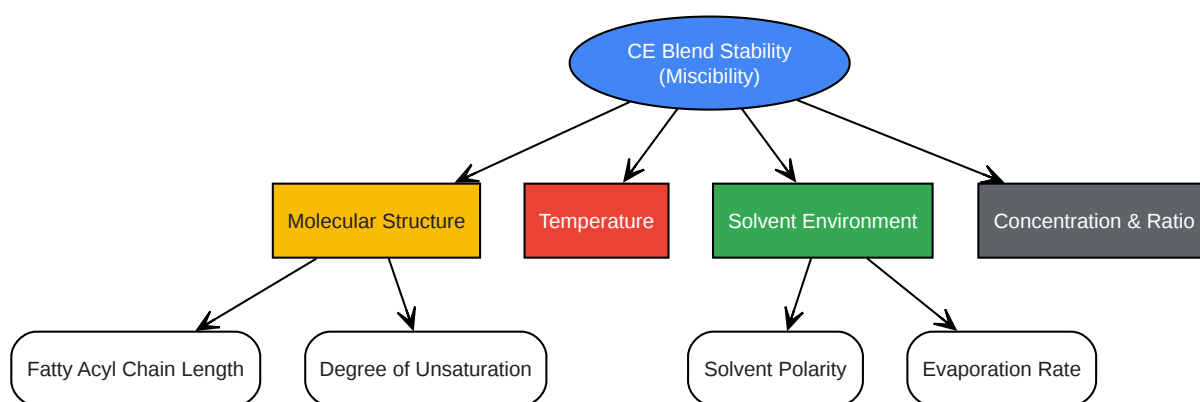 CE Blend Stability
(Miscibility)
Molecular Structure
Temperature
Solvent Environment
Concentration & Ratio
Fatty Acyl Chain Length
Degree of Unsaturation
Solvent Polarity
Evaporation Rate